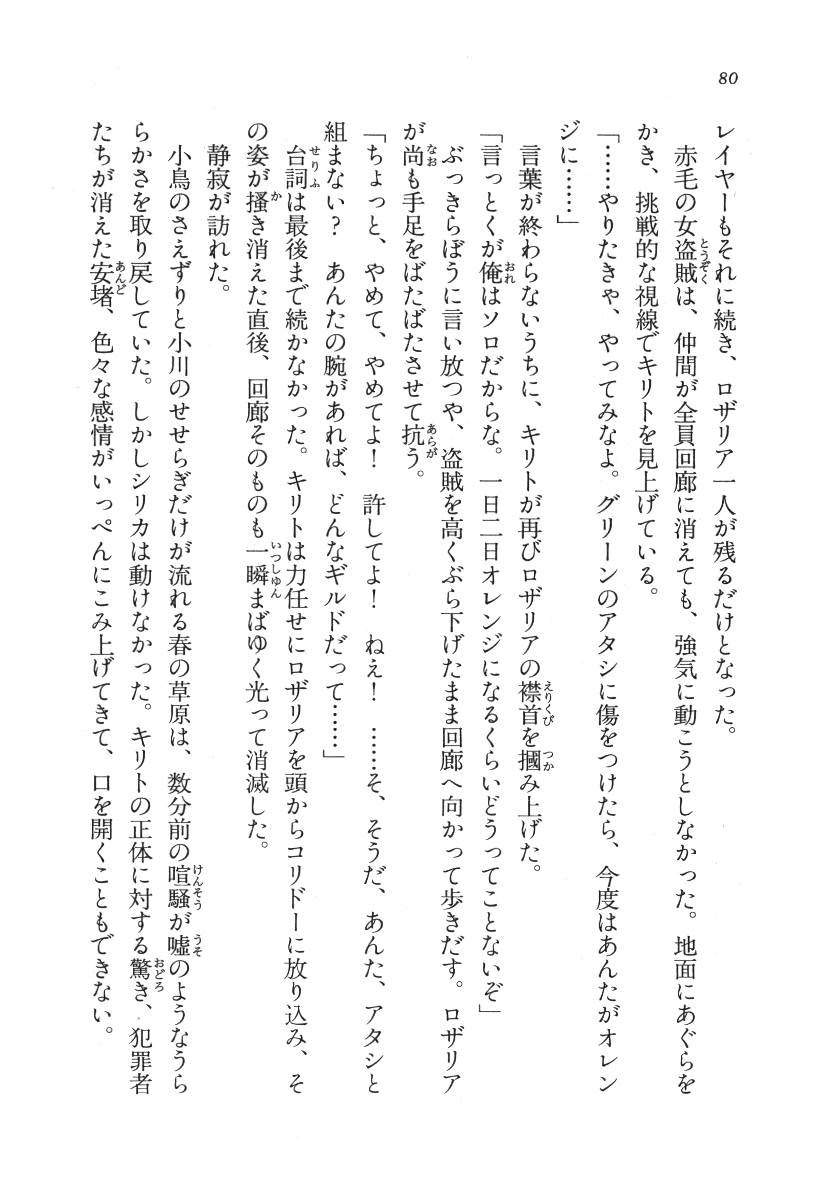 80
レイヤーもそれに続き、ロザリア一人が残るだけとなった。
赤毛の女盗賊は、仲間が全員回廊に消えても、強気に動こうとしなかった。地面にあぐらを
かき、挑戦的な視線でキリトを見上げている。
「……やりたきゃ、やってみなよ。グリーンのアタシに傷をつけたら、今度はあんたがオレン
ジに……」
言葉が終わらないうちに、キリトが再びロザリアの襟首を摑み上げた。
「言っとくが俺はソロだからな。一日二日オレンジになるくらいどうってことないぞ」
ぶっきらぼうに言い放つや、盗賊を高くぶら下げたまま回廊へ向かって歩きだす。ロザリア
が尚も手足をばたばたさせて抗う。
「ちょっと、やめて、やめてよ！　許してよ！　ねえ！　……そ、そうだ、あんた、アタシと
組まない？　あんたの腕があれば、どんなギルドだって……」
台詞は最後まで続かなかった。キリトは力任せにロザリアを頭からコリドーに放り込み、そ
の姿が搔き消えた直後、回廊そのものも一瞬まばゆく光って消滅した。
静寂が訪れた。
小鳥のさえずりと小川のせせらぎだけが流れる春の草原は、数分前の喧騒が嘘のようなうら
らかさを取り戻していた。しかしシリカは動けなかった。キリトの正体に対する驚き、犯罪者
たちが消えた安堵、色々な感情がいっぺんにこみ上げてきて、口を開くこともできない。